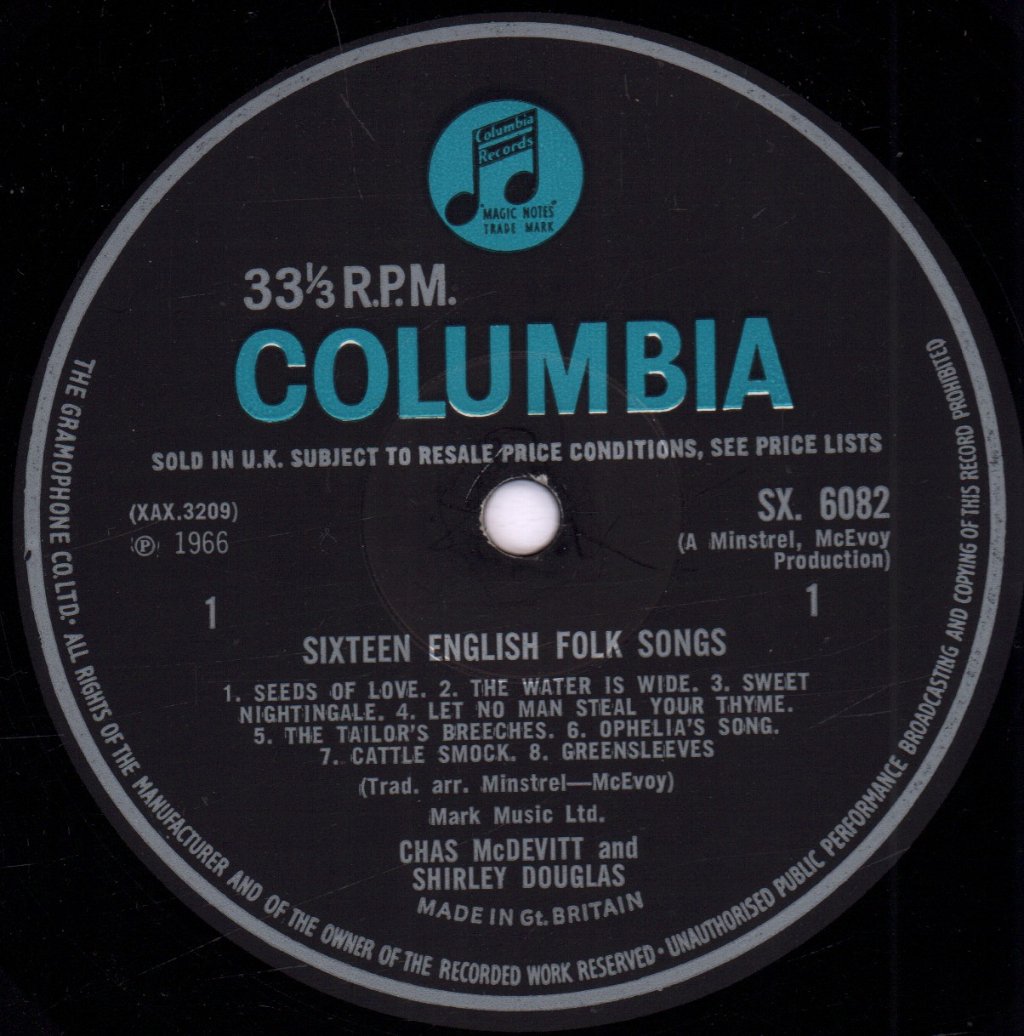 Columbia
Records
"MAGIC NOTES"
TRADE MARK
33⅓ R.P.M.
COLUMBIA
SOLD IN U.K. SUBJECT TO RESALE PRICE CONDITIONS, SEE PRICE LISTS
(XAX.3209)
SX. 6082
Ⓟ 1966
(A Minstrel, McEvoy
Production)
1
1
SIXTEEN ENGLISH FOLK SONGS
1. SEEDS OF LOVE. 2. THE WATER IS WIDE. 3. SWEET
NIGHTINGALE. 4. LET NO MAN STEAL YOUR THYME.
5. THE TAILOR'S BREECHES. 6. OPHELIA'S SONG.
7. CATTLE SMOCK. 8. GREENSLEEVES
(Trad. arr. Minstrel—McEvoy)
Mark Music Ltd.
CHAS McDEVITT and
SHIRLEY DOUGLAS
MADE IN Gt. BRITAIN
THE GRAMOPHONE CO. LTD. · ALL RIGHTS OF THE MANUFACTURER AND OF THE OWNER OF THE RECORDED WORK RESERVED · UNAUTHORISED PUBLIC PERFORMANCE BROADCASTING AND COPYING OF THIS RECORD PROHIBITED